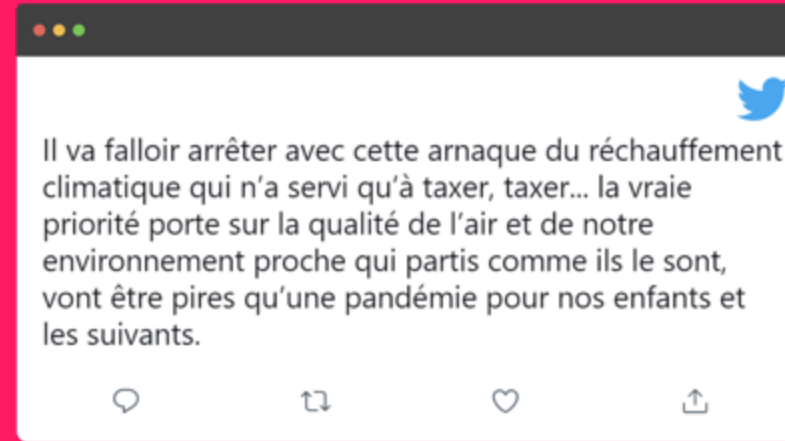 Il va falloir arrêter avec cette arnaque du réchauffement
climatique qui n’a servi qu’à taxer, taxer... la vraie
priorité porte sur la qualité de l’air et de notre
environnement proche qui partis comme ils le sont,
vont être pires qu’une pandémie pour nos enfants et
les suivants.